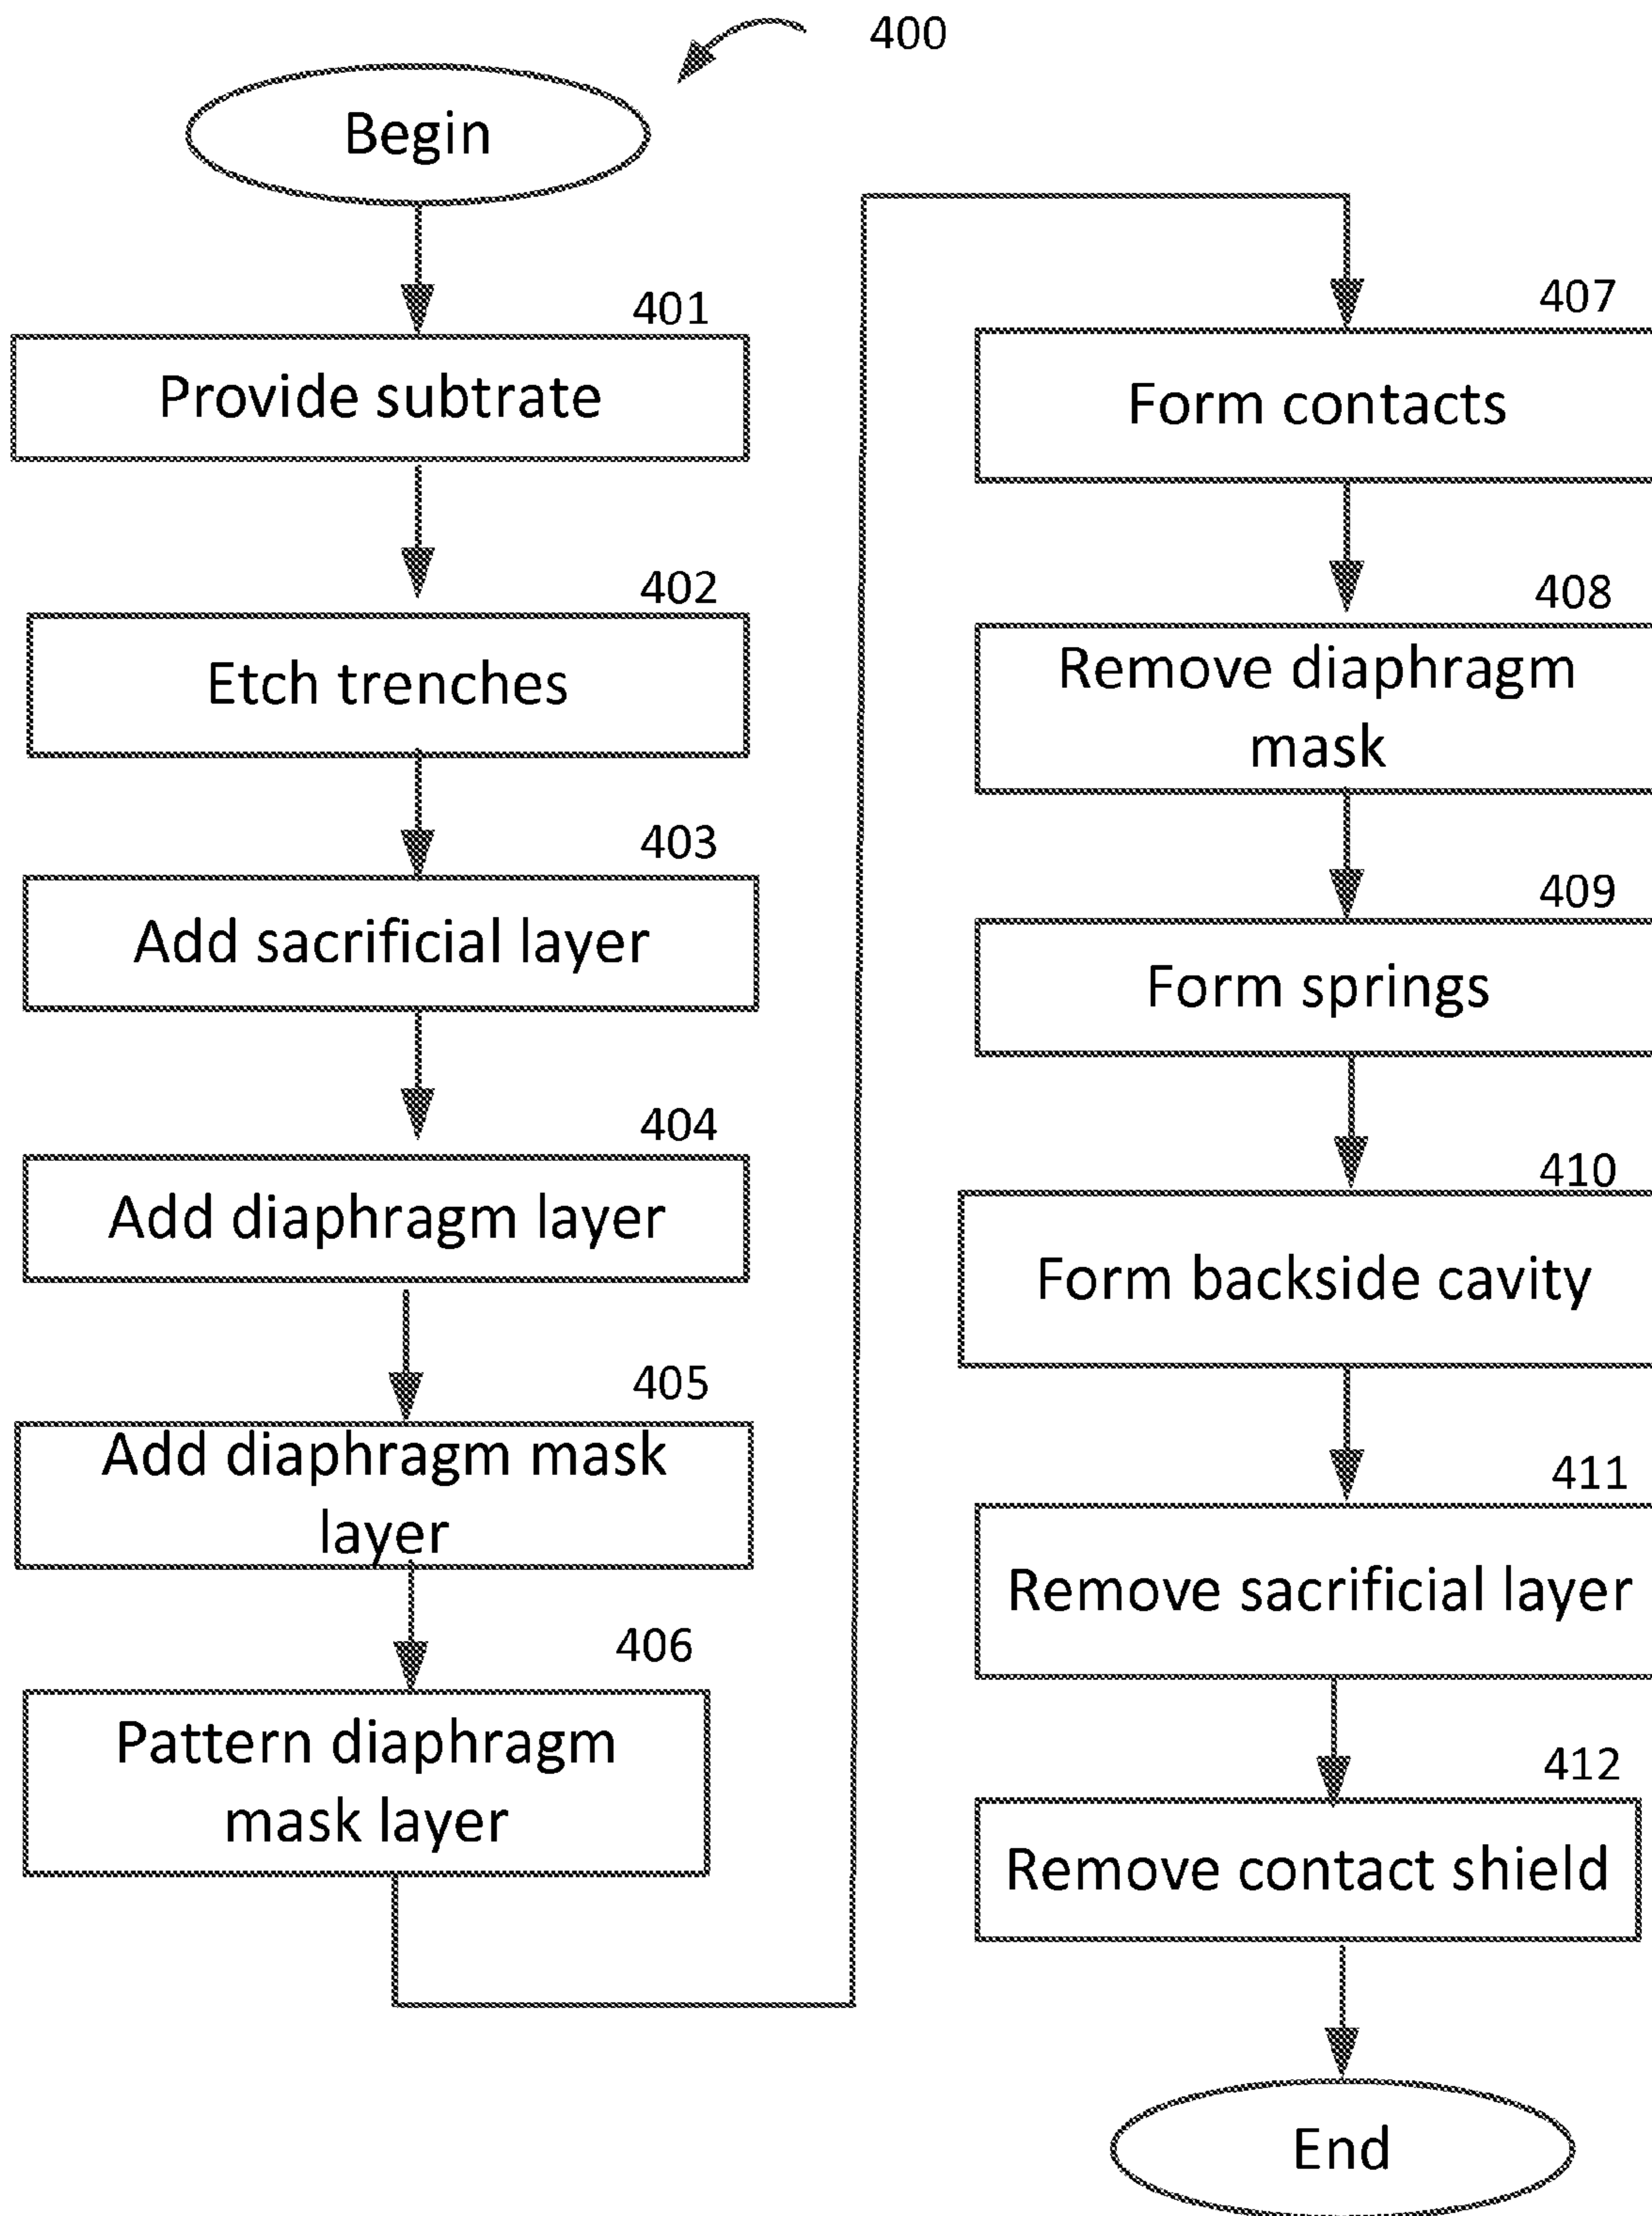 400
Begin
401
Provide subtrate
402
Etch trenches
403
Add sacrificial layer
404
Add diaphragm layer
405
Add diaphragm mask
layer
406
Pattern diaphragm
mask layer
407
Form contacts
408
Remove diaphragm
mask
409
Form springs
410
Form backside cavity
411
Remove sacrificial layer
412
Remove contact shield
End